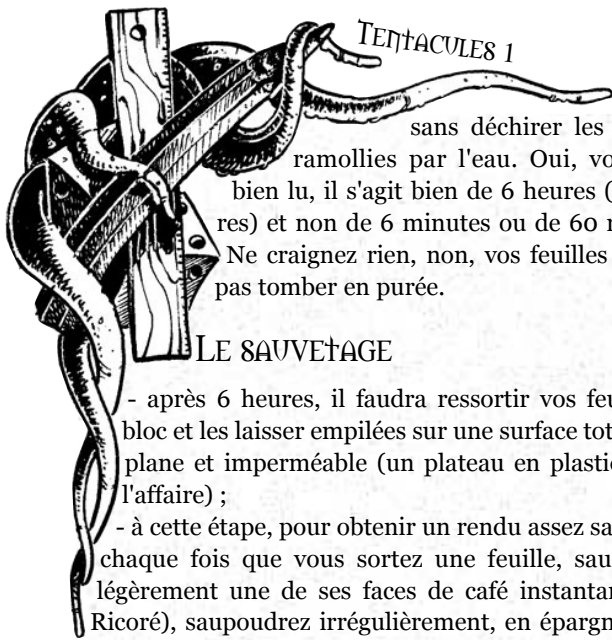 TENTACULES 1
sans déchirer les
ramollies par l'eau. Oui, vo
bien lu, il s'agit bien de 6 heures (
res) et non de 6 minutes ou de 60 m
Ne craignez rien, non, vos feuilles
pas tomber en purée.
LE SAUVETAGE
- après 6 heures, il faudra ressortir vos feu
bloc et les laisser empilées sur une surface tot
plane et imperméable (un plateau en plastic
l'affaire) ;
- à cette étape, pour obtenir un rendu assez sa
chaque fois que vous sortez une feuille, sau
légèrement une de ses faces de café instantan
Ricoré), saupoudrez irrégulièrement, en épargn